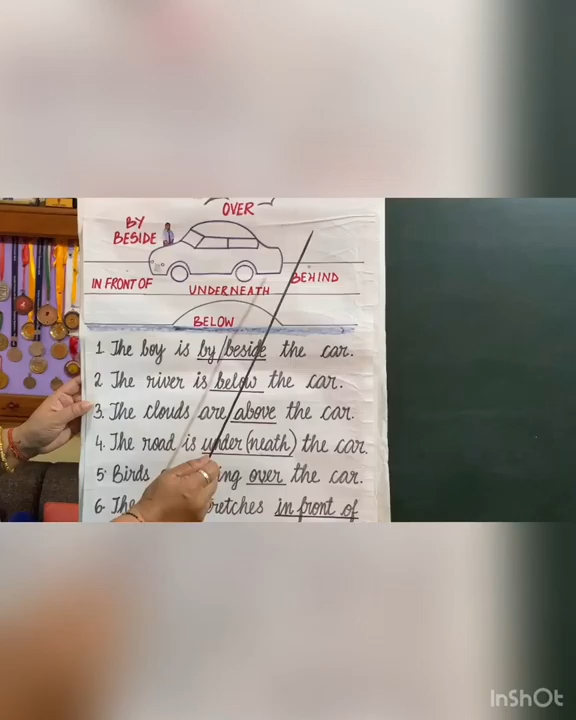 OVER
BY
BESIDE
IN FRONT OF
BEHIND
UNDERNEATH
BELOW
1 The boy is by/beside the car.
2 The river is below the car.
3. The clouds are above the car.
4. The road is under(neath) the car.
5. Birds ing over the car.
6. The retches in front of
InShOt